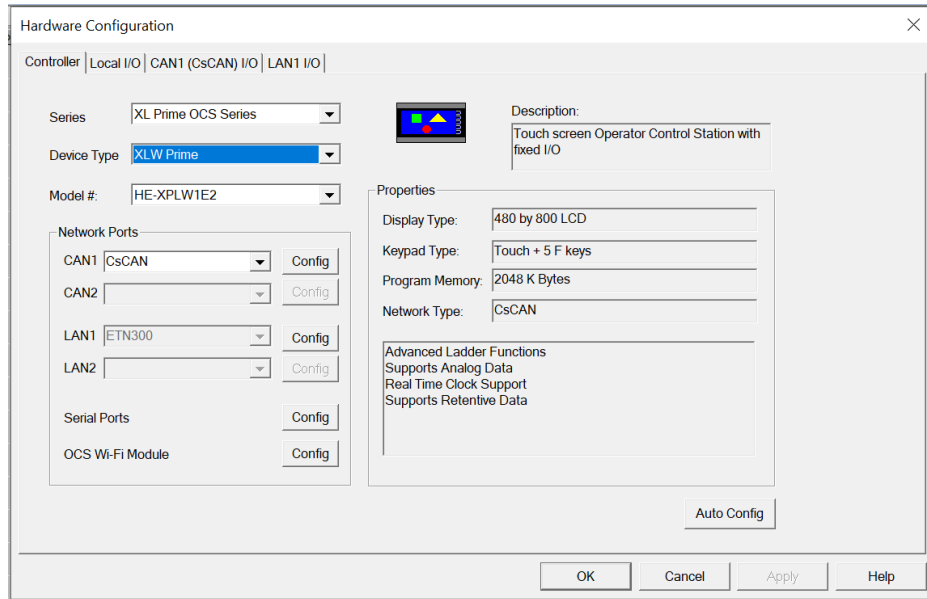 Hardware Configuration
Controller Local I/O CAN1 (CsCAN) I/O LAN1 I/O
Series XL Prime OCS Series
Device Type XLW Prime
Model #: HE-XPLW1E2
Network Ports
CAN1 CsCAN Config
CAN2 Config
LAN1 ETN300 Config
LAN2 Config
Serial Ports Config
OCS Wi-Fi Module Config
Description:
Touch screen Operator Control Station with
fixed I/O
Properties
Display Type: 480 by 800 LCD
Keypad Type: Touch + 5 F keys
Program Memory: 2048 K Bytes
Network Type: CsCAN
Advanced Ladder Functions
Supports Analog Data
Real Time Clock Support
Supports Retentive Data
Auto Config
OK Cancel Apply Help